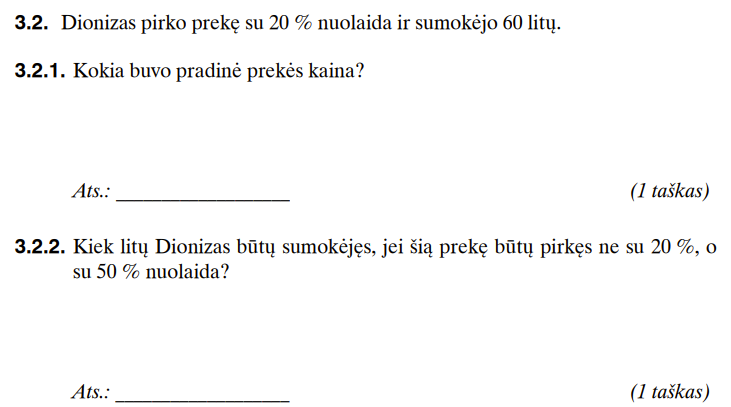 3.2. Dionizas pirko prekę su 20 % nuolaida ir sumokėjo 60 litų.
3.2.1. Kokia buvo pradinė prekės kaina?
Ats.: _________________ (1 taškas)
3.2.2. Kiek litų Dionizas būtų sumokėjęs, jei šią prekę būtų pirkęs ne su 20 %, o
su 50 % nuolaida?
Ats.: _________________ (1 taškas)